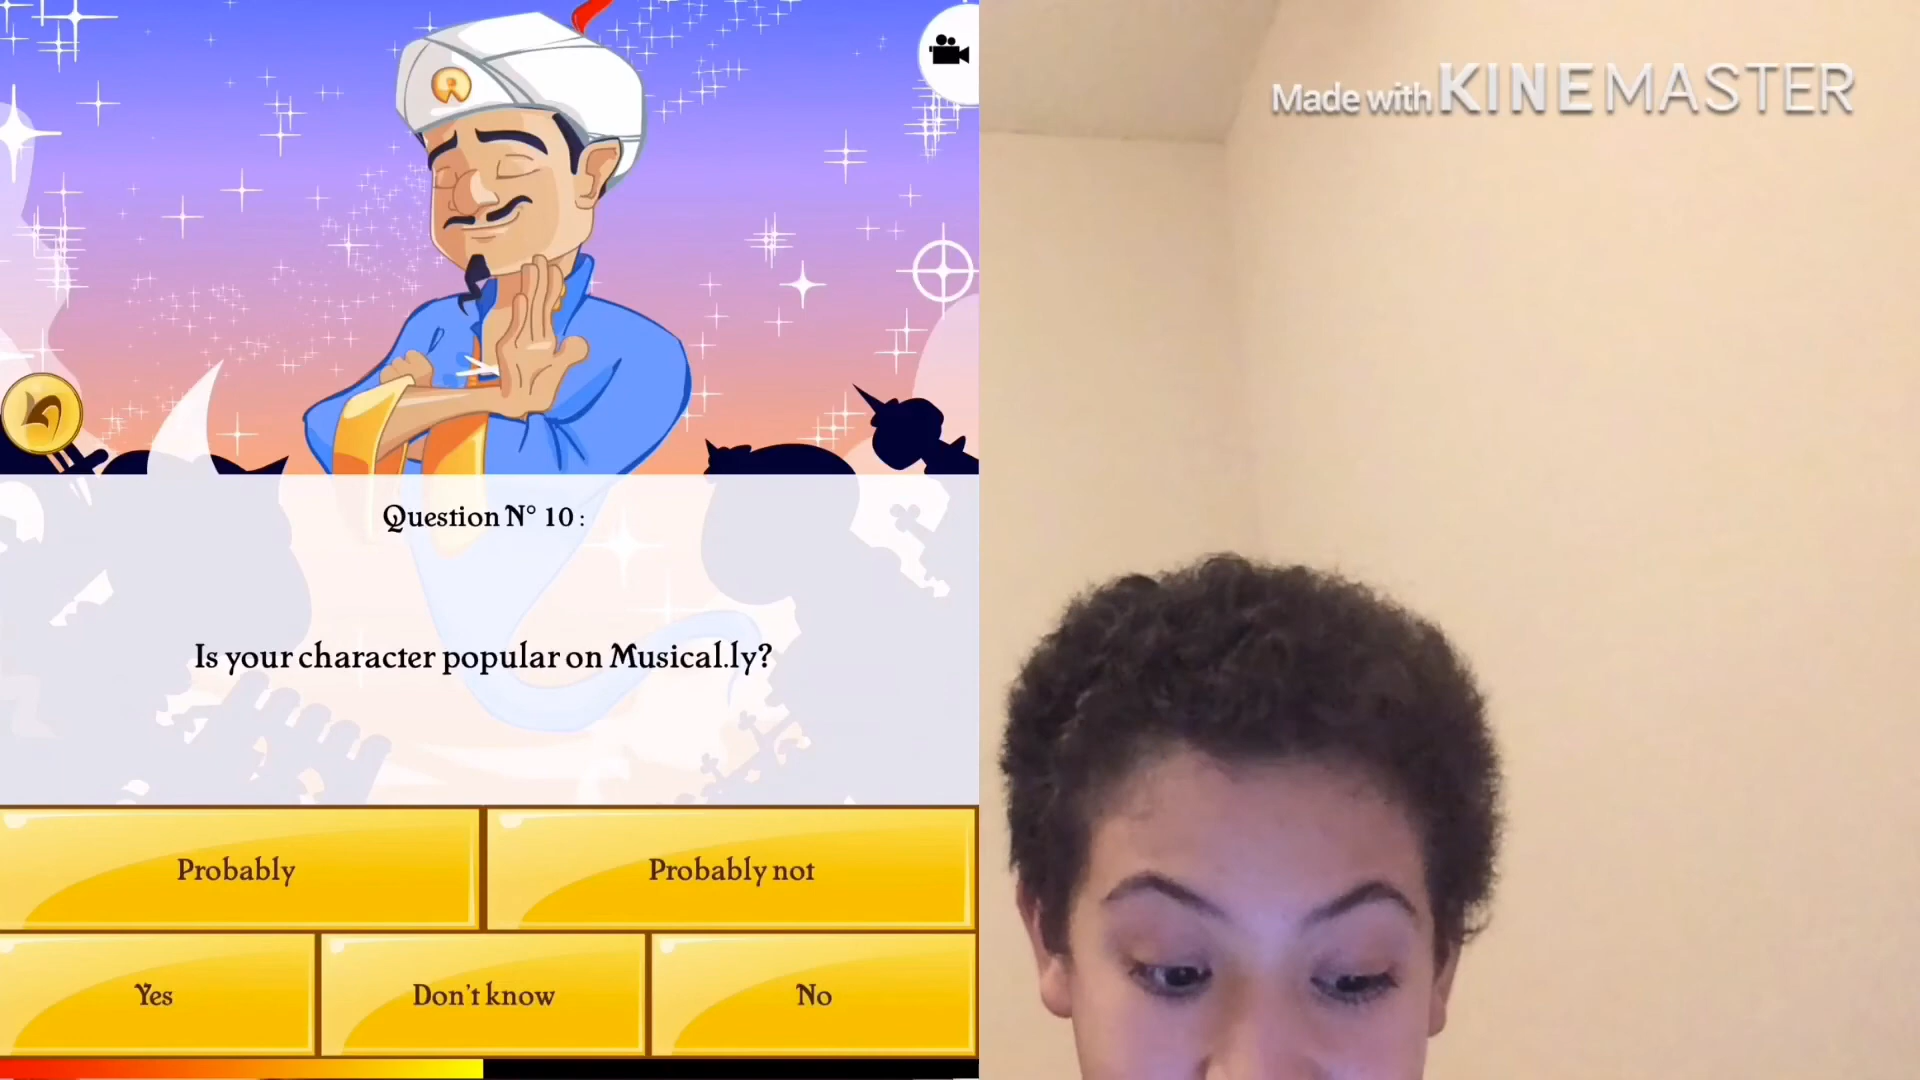 Made with KINEMASTER
Question N° 10 :
Is your character popular on Musical.ly?
Probably
Probably not
Yes
Don't know
No